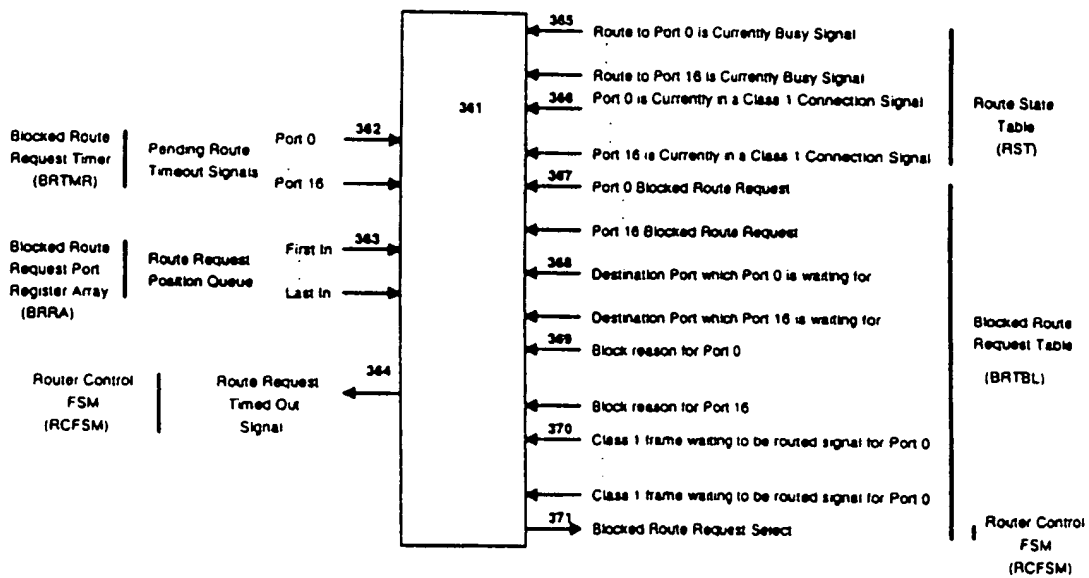 361
Blocked Route
Request Timer
(BRTMR)
Pending Route
Timeout Signals
Port 0
362
Port 16
Blocked Route
Request Port
Register Array
(BRRA)
Route Request
Position Queue
First In
363
Last In
Router Control
FSM
(RCFSM)
Route Request
Timed Out
Signal
364
365
Route to Port 0 is Currently Busy Signal
Route to Port 16 is Currently Busy Signal
366
Port 0 is Currently in a Class 1 Connection Signal
Port 16 is Currently in a Class 1 Connection Signal
Route State
Table
(RST)
367
Port 0 Blocked Route Request
Port 16 Blocked Route Request
368
Destination Port which Port 0 is waiting for
Destination Port which Port 16 is waiting for
369
Block reason for Port 0
Block reason for Port 16
370
Class 1 frame waiting to be routed signal for Port 0
Class 1 frame waiting to be routed signal for Port 0
Blocked Route
Request Table
(BRTBL)
371
Blocked Route Request Select
Router Control
FSM
(RCFSM)